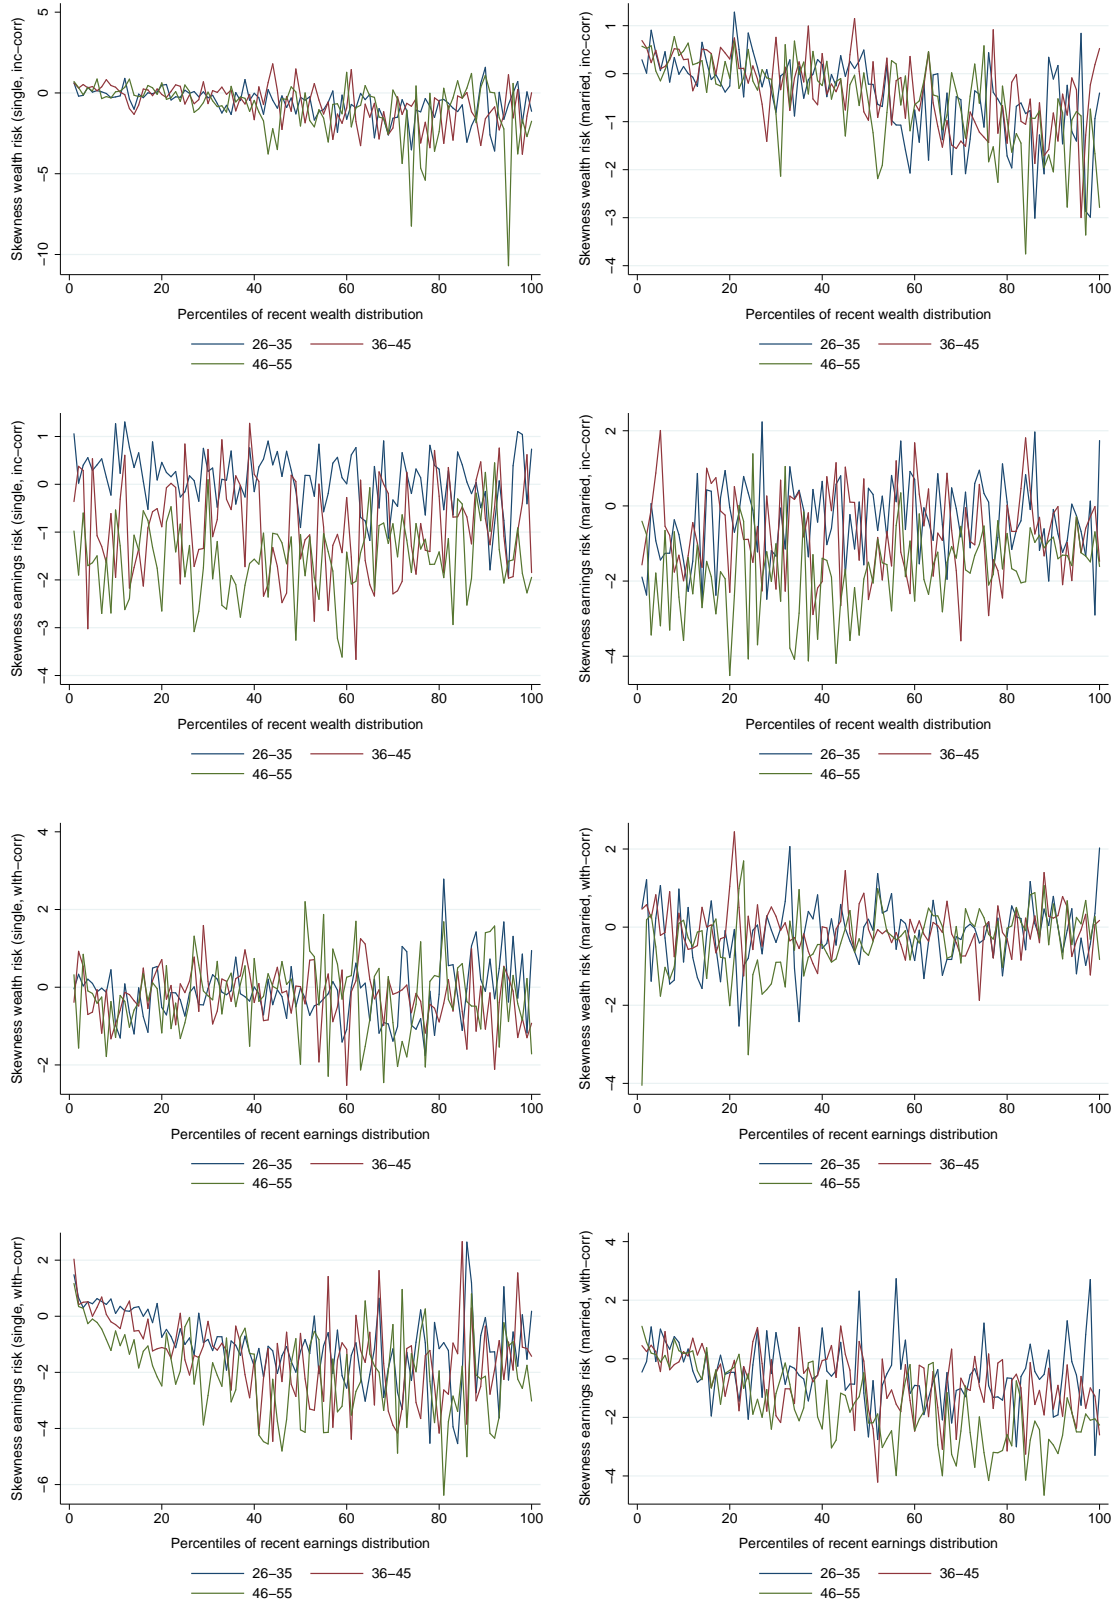 Skewness wealth risk (single, inc−corr)
5
0
−5
−10
0 20 40 60 80 100
Percentiles of recent wealth distribution
26−35 36−45
46−55
Skewness wealth risk (married, inc−corr)
1
0
−1
−2
−3
−4
0 20 40 60 80 100
Percentiles of recent wealth distribution
26−35 36−45
46−55
Skewness earnings risk (single, inc−corr)
1
0
−1
−2
−3
−4
0 20 40 60 80 100
Percentiles of recent wealth distribution
26−35 36−45
46−55
Skewness earnings risk (married, inc−corr)
2
0
−2
−4
0 20 40 60 80 100
Percentiles of recent wealth distribution
26−35 36−45
46−55
Skewness wealth risk (single, wlth−corr)
4
2
0
−2
0 20 40 60 80 100
Percentiles of recent earnings distribution
26−35 36−45
46−55
Skewness wealth risk (married, wlth−corr)
2
0
−2
−4
0 20 40 60 80 100
Percentiles of recent earnings distribution
26−35 36−45
46−55
Skewness earnings risk (single, wlth−corr)
2
0
−2
−4
−6
0 20 40 60 80 100
Percentiles of recent earnings distribution
26−35 36−45
46−55
Skewness earnings risk (married, wlth−corr)
4
2
0
−2
−4
0 20 40 60 80 100
Percentiles of recent earnings distribution
26−35 36−45
46−55